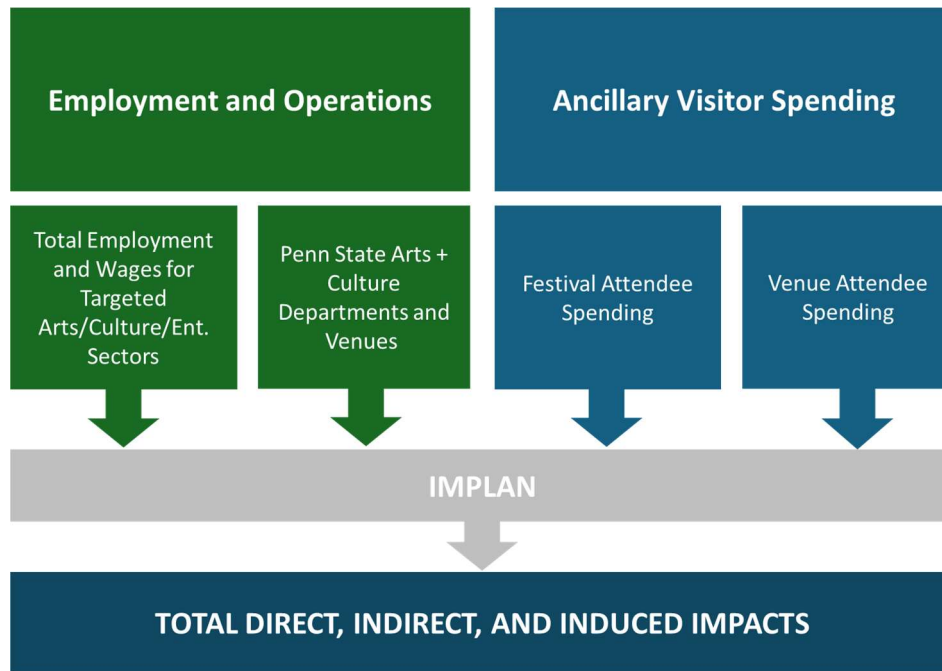 Employment and Operations
Ancillary Visitor Spending
Total Employment
and Wages for
Targeted
Arts/Culture/Ent.
Sectors
Penn State Arts +
Culture
Departments and
Venues
Festival Attendee
Spending
Venue Attendee
Spending
IMPLAN
TOTAL DIRECT, INDIRECT, AND INDUCED IMPACTS